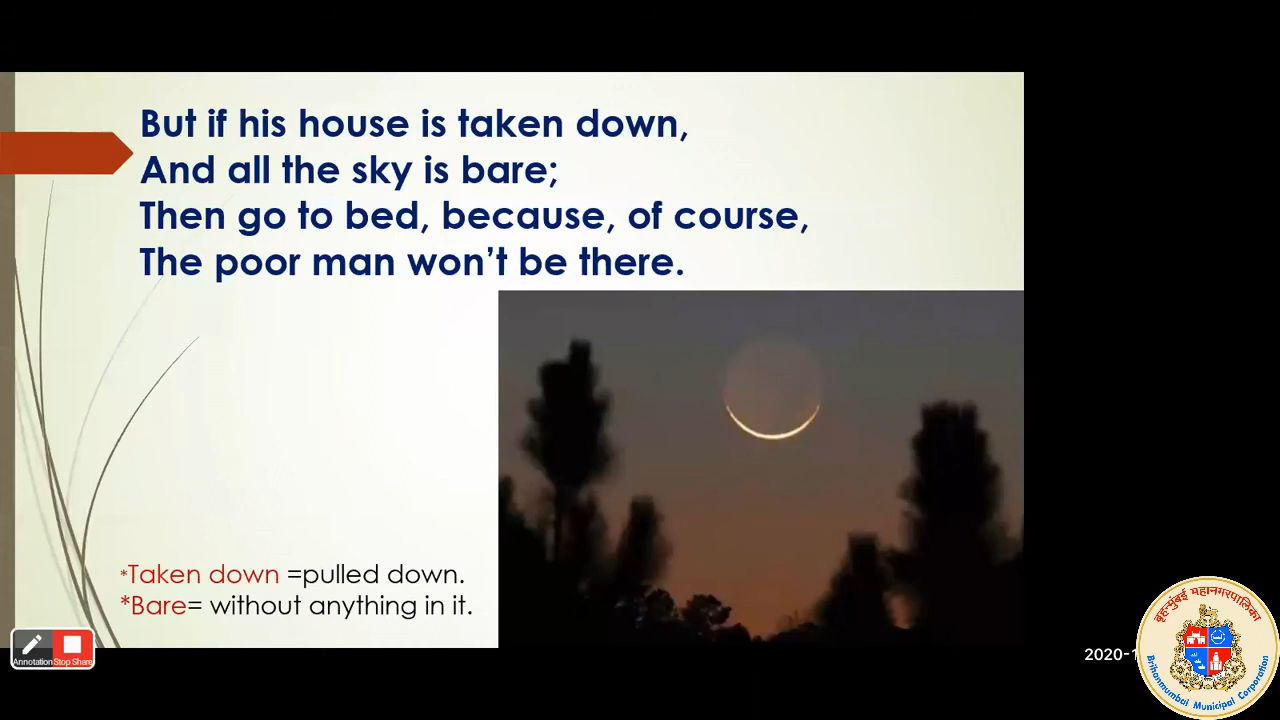 But if his house is taken down,
And all the sky is bare;
Then go to bed, because, of course,
The poor man won't be there.
*Taken down =pulled down.
*Bare= without anything in it.
Annotation Stop Share
2020-1
बृहन्मुंबई महानगरपालिका
Brihanmumbai Municipal Corporation